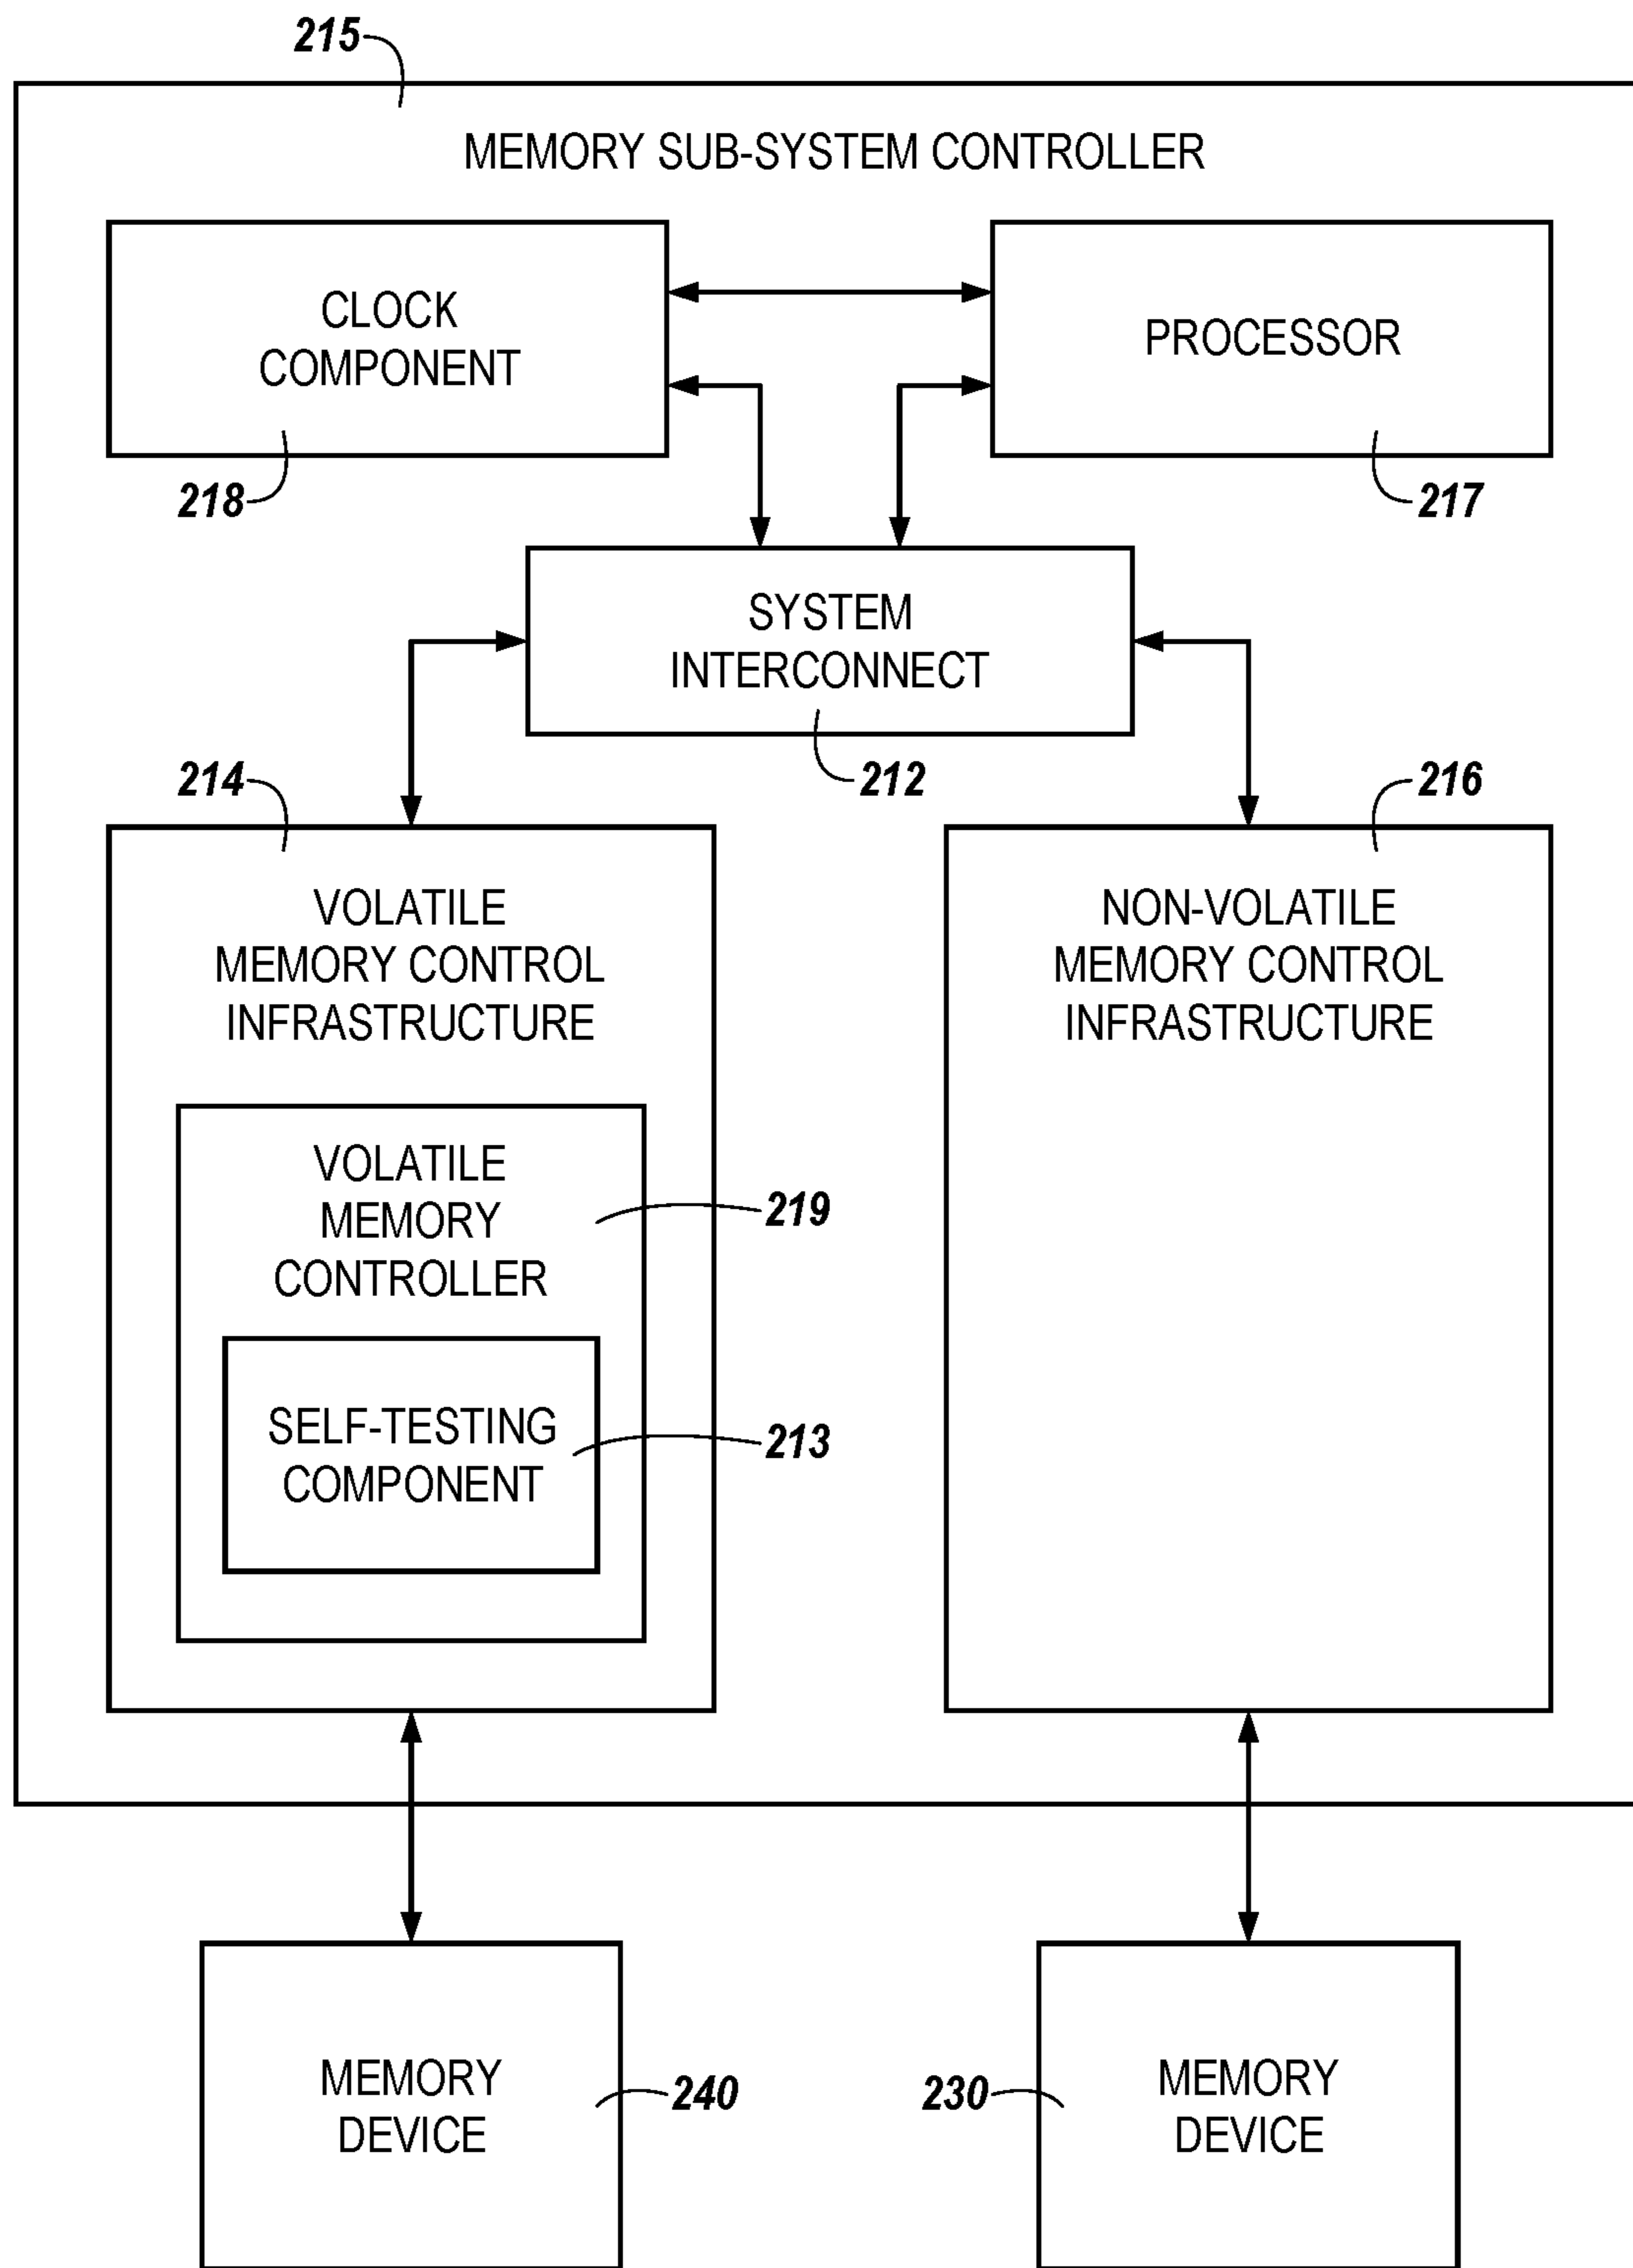 215
MEMORY SUB-SYSTEM CONTROLLER
CLOCK
COMPONENT
PROCESSOR
218
217
SYSTEM
INTERCONNECT
214
212
216
VOLATILE
MEMORY CONTROL
INFRASTRUCTURE
NON-VOLATILE
MEMORY CONTROL
INFRASTRUCTURE
VOLATILE
MEMORY
CONTROLLER
219
SELF-TESTING
COMPONENT
213
MEMORY
DEVICE
240
230
MEMORY
DEVICE